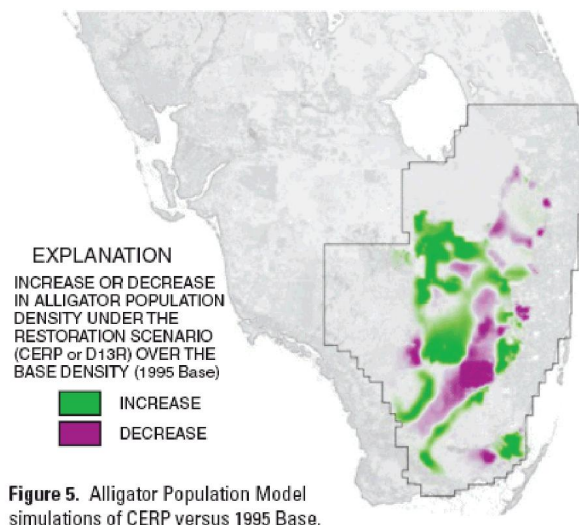 EXPLANATION
INCREASE OR DECREASE
IN ALLIGATOR POPULATION
DENSITY UNDER THE
RESTORATION SCENARIO
(CERP or D13R) OVER THE
BASE DENSITY (1995 Base)
INCREASE
DECREASE
Figure 5. Alligator Population Model
simulations of CERP versus 1995 Base.